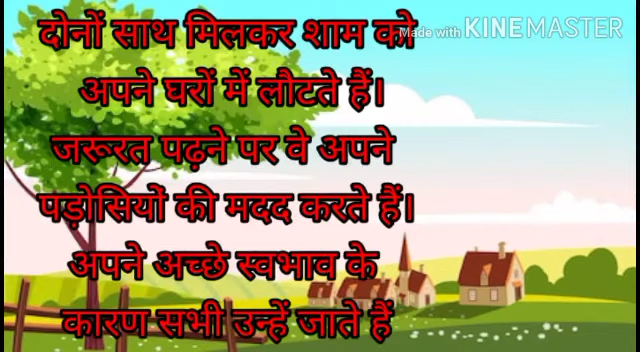 Made with KINEMASTER
दोनों साथ मिलकर शाम को
अपने घरों में लौटते हैं।
जरूरत पढ़ने पर वे अपने
पड़ोसियों की मदद करते हैं।
अपने अच्छे स्वभाव के
कारण सभी उन्हें जाते हैं